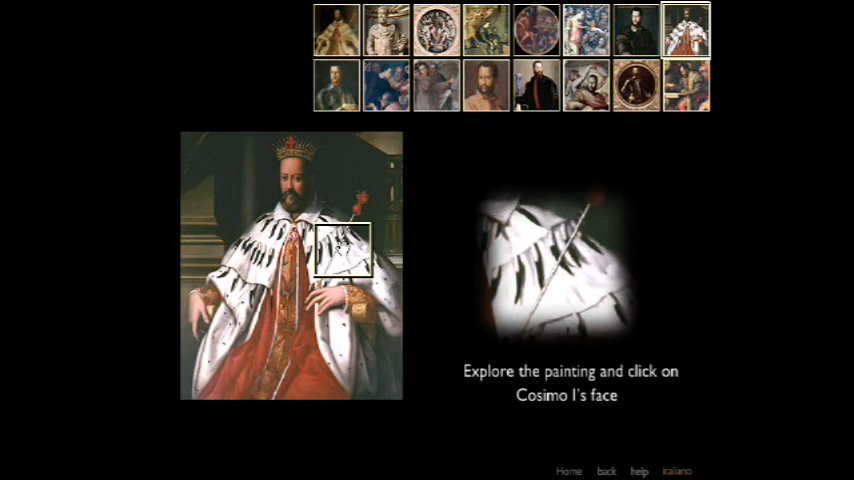 Explore the painting and click on
Cosimo I's face
Home back help italiano